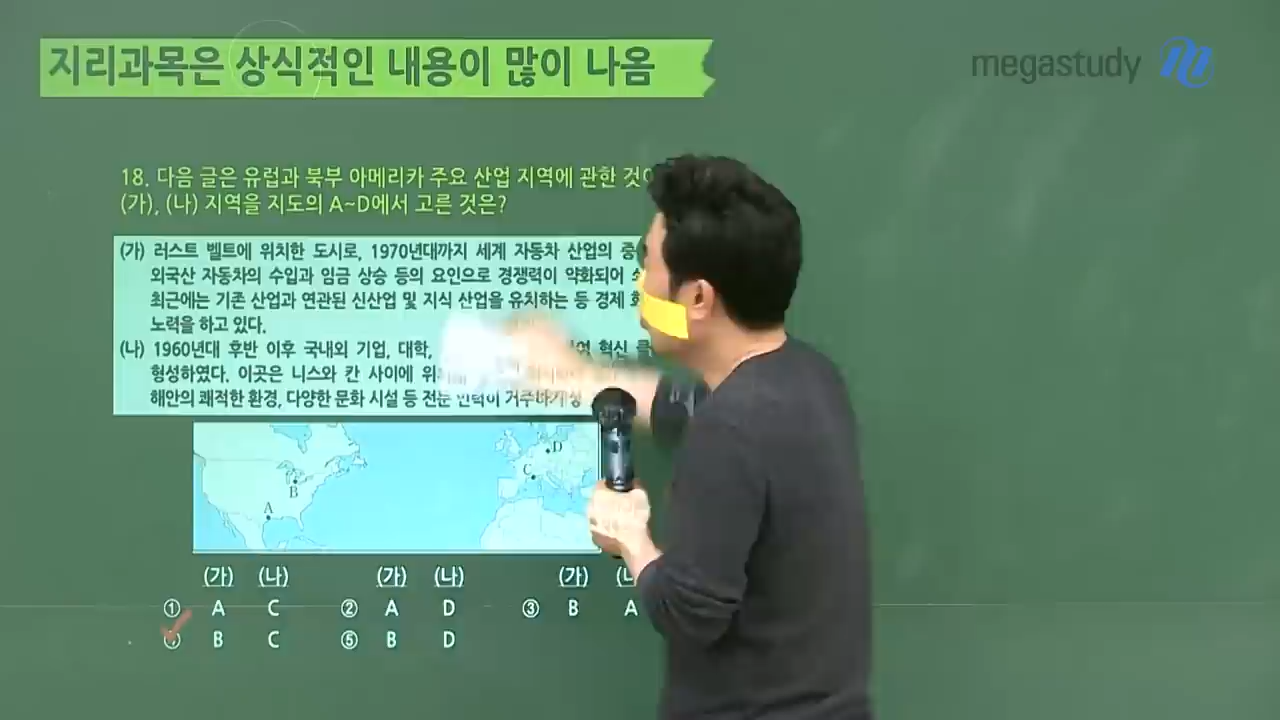 지리과목은 상식적인 내용이 많이 나옴
megastudy
18. 다음 글은 유럽과 북부 아메리카 주요 산업 지역에 관한
(가), (나) 지역을 지도의 A~D에서 고른 것은?
(가) 러스트 벨트에 위치한 도시로, 1970년대까지 세계 자동차 산업의
외국산 자동차의 수입과 임금 상승 등의 요인으로 경쟁력이 약화되어
최근에는 기존 산업과 연관된 신산업 및 지식 산업을 유치하는 등 경제
노력을 하고 있다.
(나) 1960년대 후반 이후 국내외 기업, 대학, 혁신
형성하였다. 이곳은 니스와 칸 사이에
해안의 쾌적한 환경, 다양한 문화 시설 등 전문 인력이
D
C
B
A
(가) (나) (가) (나) (가)
① A C ② A D ③ B A
B C ⑤ B D